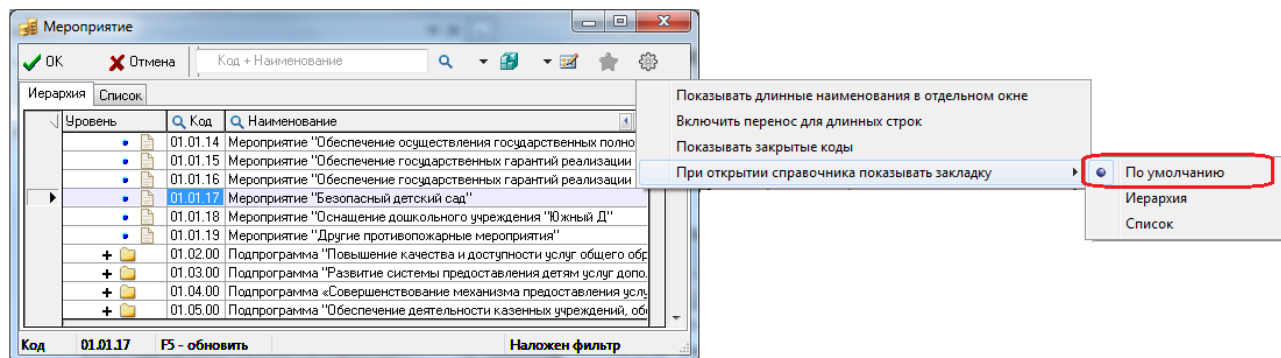 Мероприятие
OK Отмена Код + Наименование
Иерархия Список
Уровень Код Наименование
01.01.14 Мероприятие "Обеспечение осуществления государственных полно
01.01.15 Мероприятие "Обеспечение государственных гарантий реализации
01.01.16 Мероприятие "Обеспечение государственных гарантий реализации
01.01.17 Мероприятие "Безопасный детский сад"
01.01.18 Мероприятие "Оснащение дошкольного учреждения "Южный Д"
01.01.19 Мероприятие "Другие противопожарные мероприятия"
01.02.00 Подпрограмма "Повышение качества и доступности услуг общего обр
01.03.00 Подпрограмма "Развитие системы предоставления детям услуг допо.
01.04.00 Подпрограмма «Совершенствование механизма предоставления услу
01.05.00 Подпрограмма "Обеспечение деятельности казенных учреждений, об
Код 01.01.17 F5 - обновить Наложен фильтр
Показывать длинные наименования в отдельном окне
Включить перенос для длинных строк
Показывать закрытые коды
При открытии справочника показывать закладку
По умолчанию
Иерархия
Список